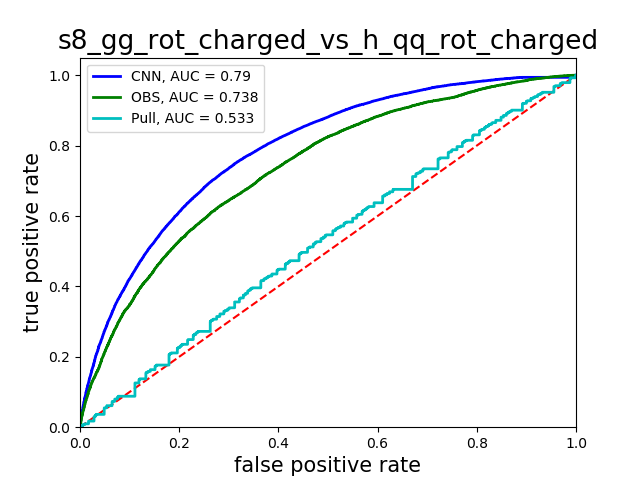 s8_gg_rot_charged_vs_h_qq_rot_charged
CNN, AUC = 0.79
OBS, AUC = 0.738
Pull, AUC = 0.533
1.0
0.8
0.6
0.4
0.2
0.0
true positive rate
0.0 0.2 0.4 0.6 0.8 1.0
false positive rate